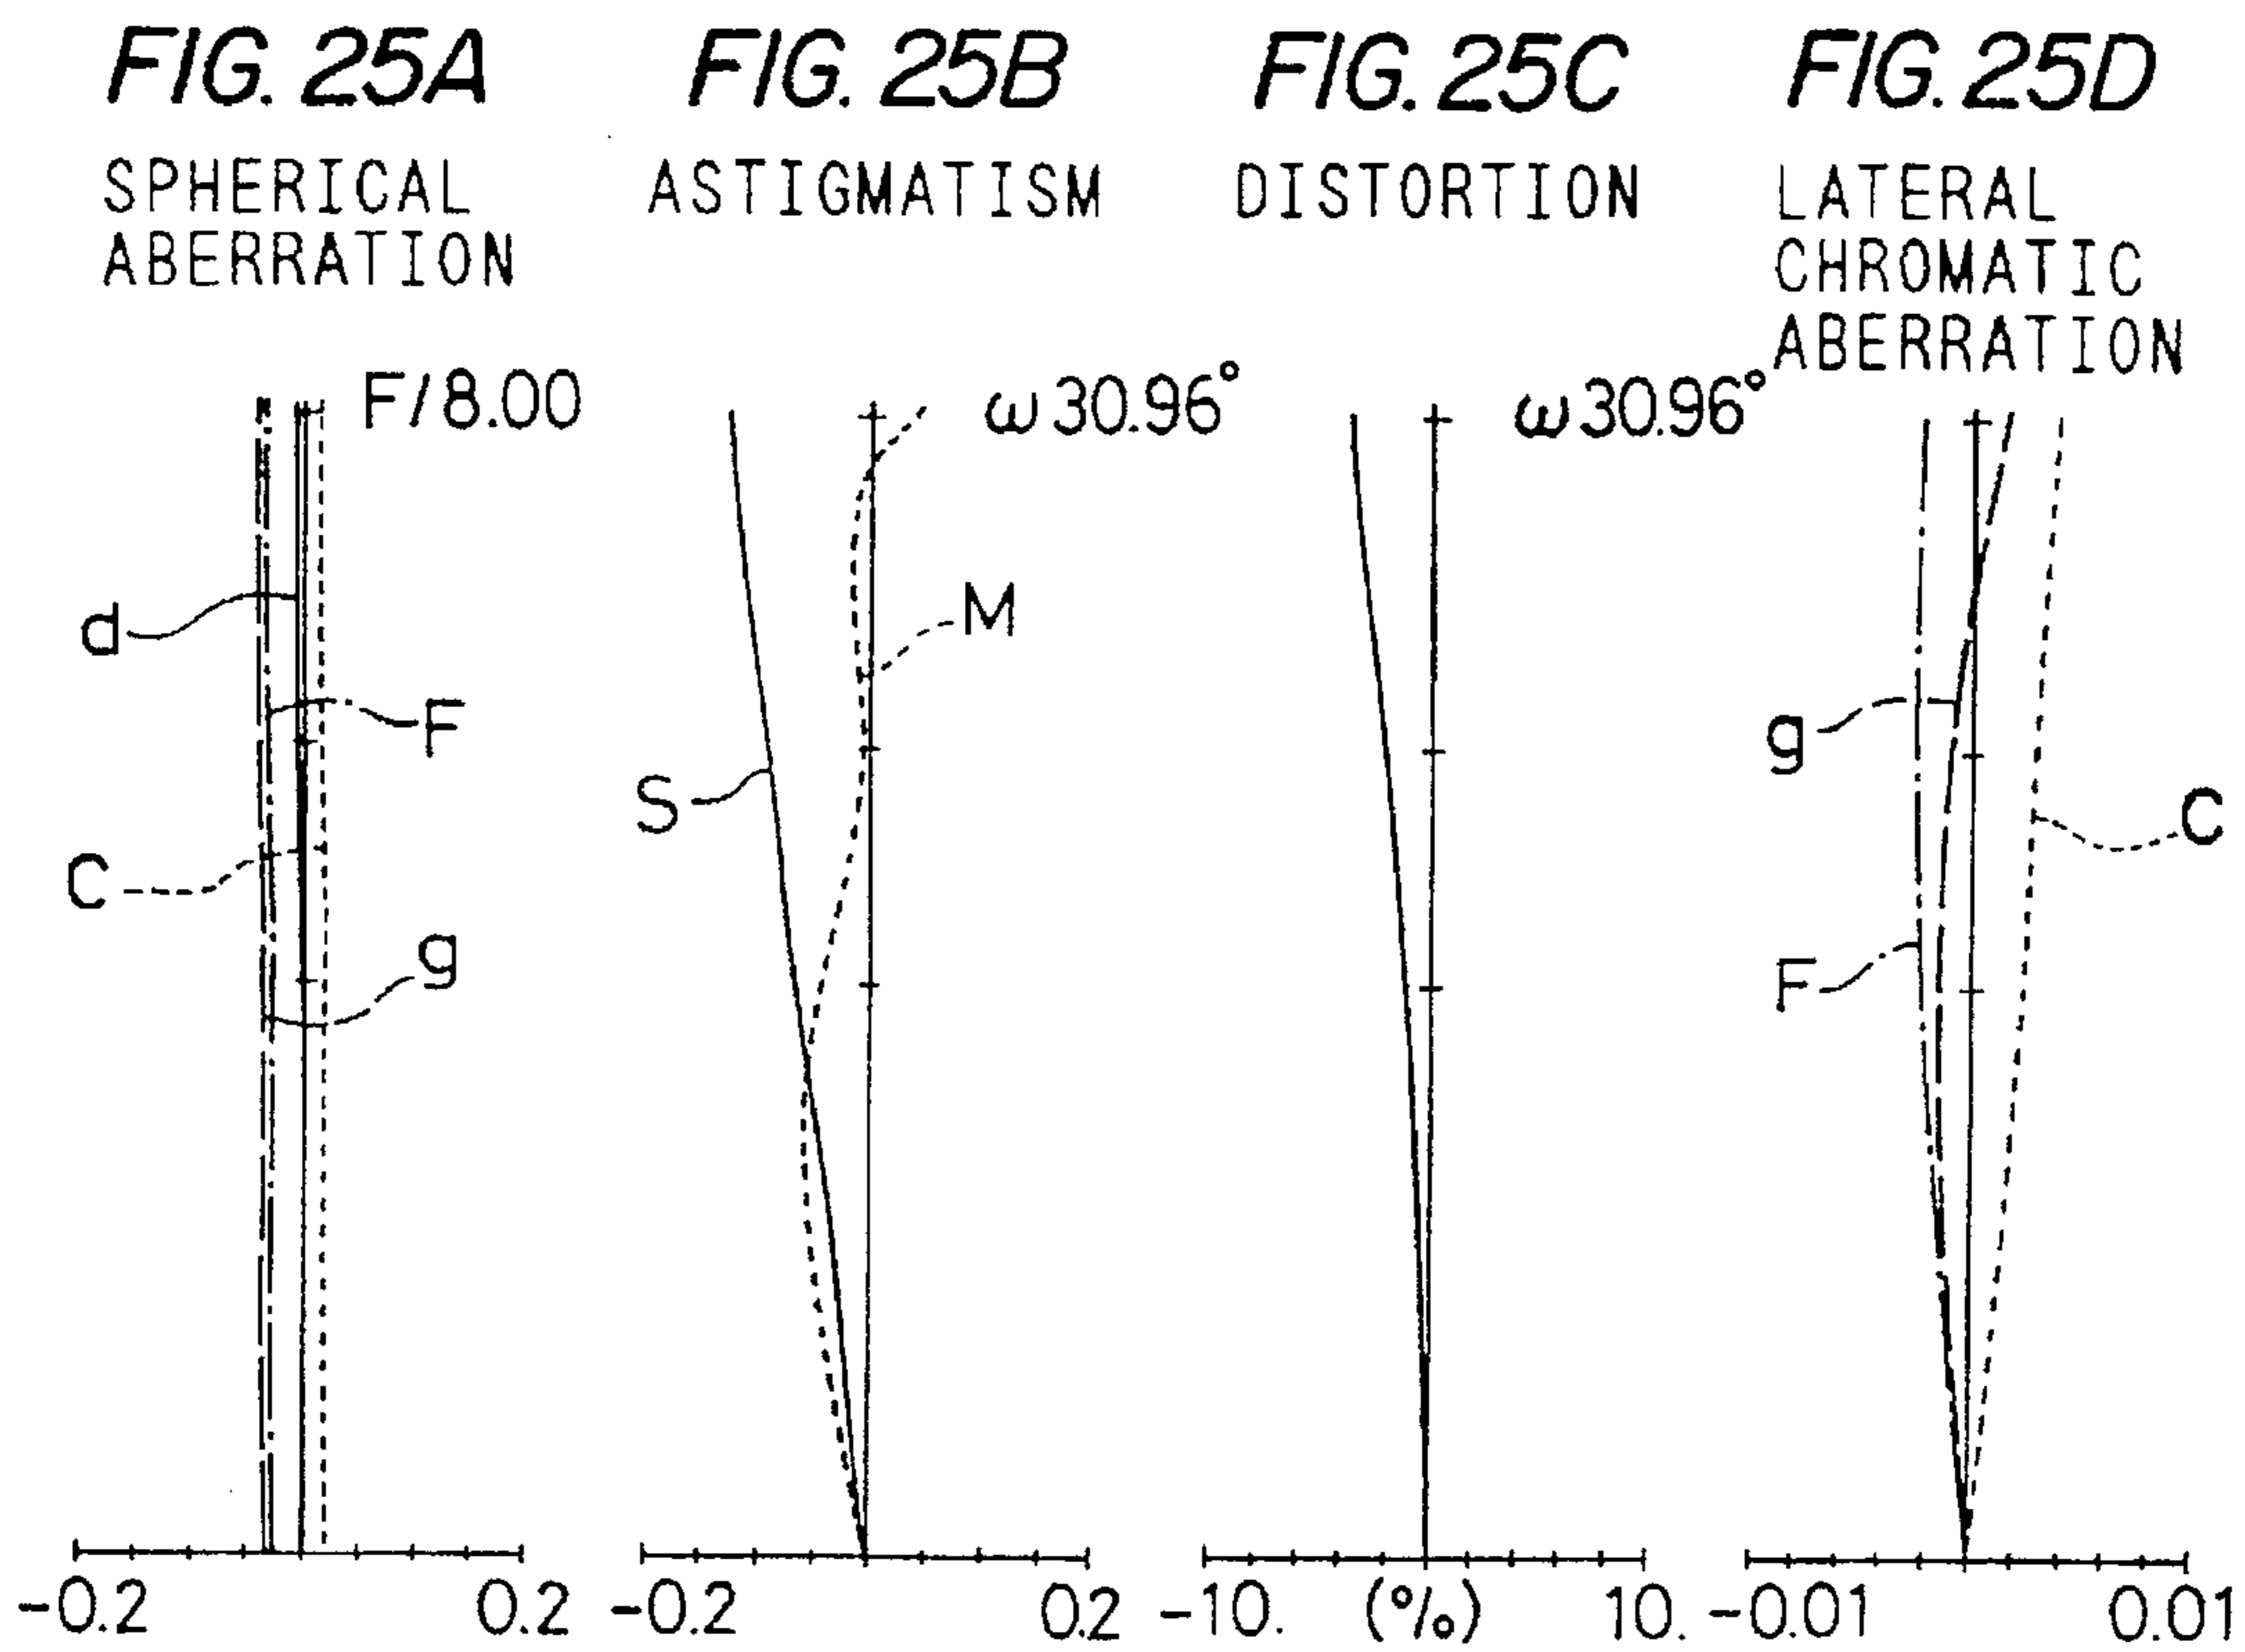 FIG. 25A
SPHERICAL
ABERRATION
F/8.00
d
F
C
g
-0.2
0.2
FIG. 25B
ASTIGMATISM
ω30.96°
M
S
-0.2
0.2
FIG. 25C
DISTORTION
ω30.96°
-10.
(%)
10.
FIG. 25D
LATERAL
CHROMATIC
ABERRATION
g
C
F
-0.01
0.01